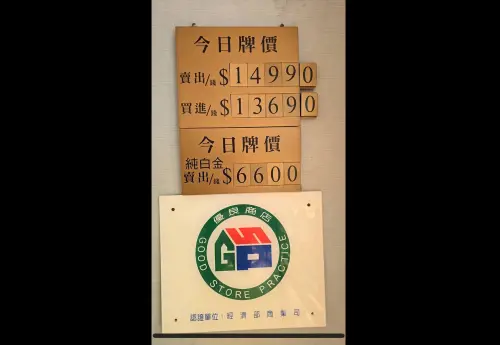 今日牌價
賣出/錢 $14990
買進/錢 $13690
今日牌價
純白金
賣出/錢 $6600
優良商店
GSP
GOOD STORE PRACTICE
認證單位：經濟部商業司